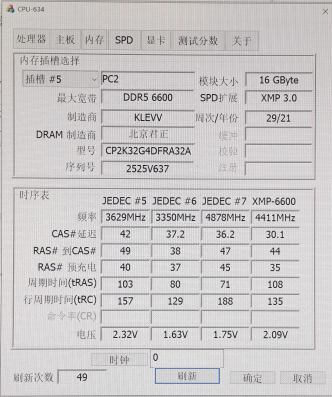 CPU-634
处理器 主板 内存 SPD 显卡 测试分数 关于
内存插槽选择
插槽 #5 PC2 模块大小 16 GByte
最大宽带 DDR5 6600 SPD扩展 XMP 3.0
制造商 KLEVV 周次/年份 29/21
DRAM 制造商 北京君正 缓冲
型号 CP2K32G4DFRA32A 校验
序列号 2525V637 注册
时序表
JEDEC #5 JEDEC #6 JEDEC #7 XMP-6600
频率 3629MHz 3350MHz 4878MHz 4411MHz
CAS#延迟 42 37.2 36.2 30.1
RAS# 到CAS# 49 38 47 44
RAS# 预充电 40 37 45 35
周期时间(tRAS) 103 80 71 108
行周期时间(tRC) 157 129 188 135
命令率(CR)
电压 2.32V 1.63V 1.75V 2.09V
时钟 0
刷新次数 49 刷新 确定 取消